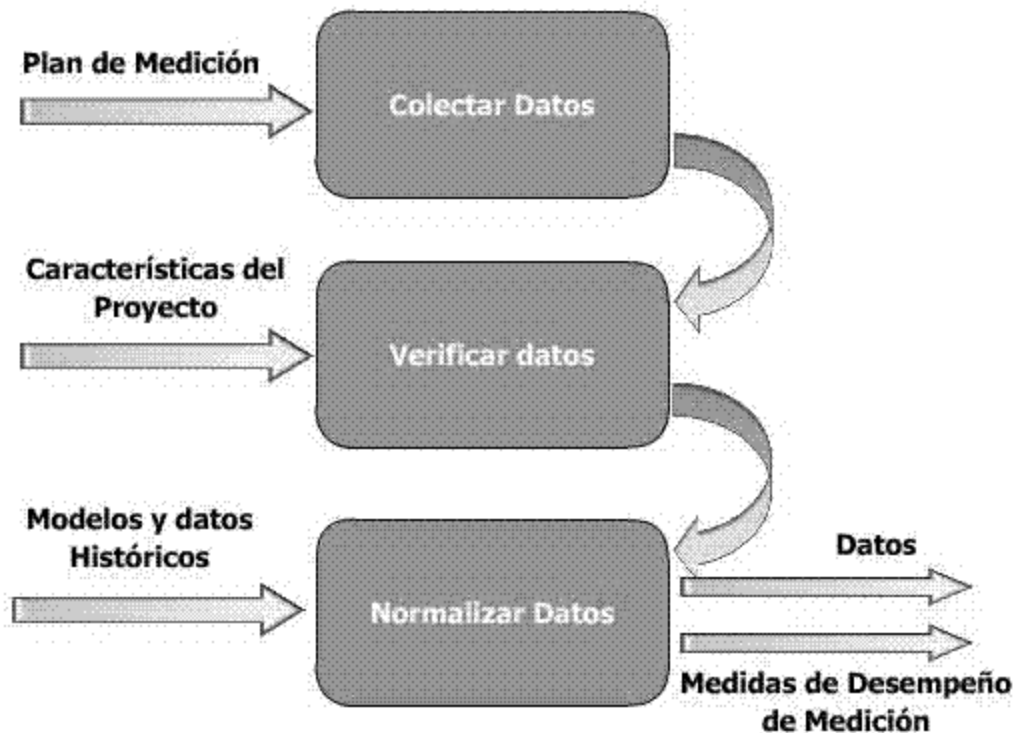 Plan de Medición
Colectar Datos
Características del
Proyecto
Verificar datos
Modelos y datos
Históricos
Normalizar Datos
Datos
Medidas de Desempeño
de Medición